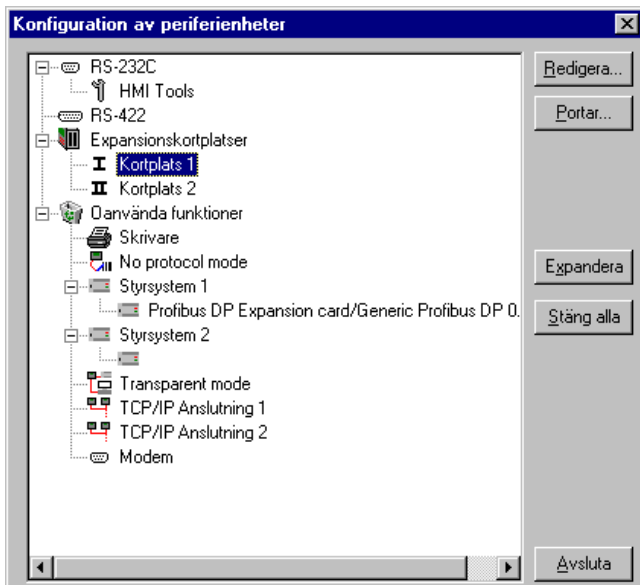 Konfiguration av periferienheter
RS-232C
HMI Tools
RS-422
Expansionskortplatser
Kortplats 1
Kortplats 2
Oanvända funktioner
Skrivare
No protocol mode
Styrsystem 1
Profibus DP Expansion card/Generic Profibus DP 0.
Styrsystem 2
Transparent mode
TCP/IP Anslutning 1
TCP/IP Anslutning 2
Modem
Redigera...
Portar...
Expandera
Stäng alla
Avsluta